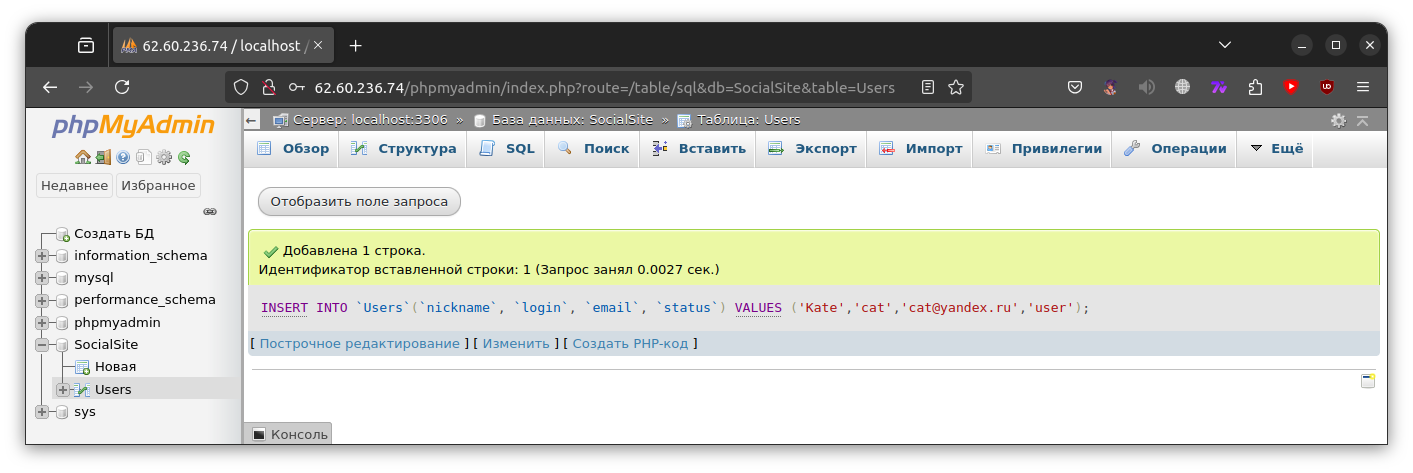 62.60.236.74 / localhost /
62.60.236.74/phpmyadmin/index.php?route=/table/sql&db=SocialSite&table=Users
phpMyAdmin
Недавнее Избранное
Создать БД
information_schema
mysql
performance_schema
phpmyadmin
SocialSite
Новая
Users
sys
Сервер: localhost:3306 » База данных: SocialSite » Таблица: Users
Обзор Структура SQL Поиск Вставить Экспорт Импорт Привилегии Операции Ещё
Отобразить поле запроса
Добавлена 1 строка.
Идентификатор вставленной строки: 1 (Запрос занял 0.0027 сек.)
INSERT INTO `Users`(`nickname`, `login`, `email`, `status`) VALUES ('Kate','cat','cat@yandex.ru','user');
[ Построчное редактирование ] [ Изменить ] [ Создать PHP-код ]
Консоль